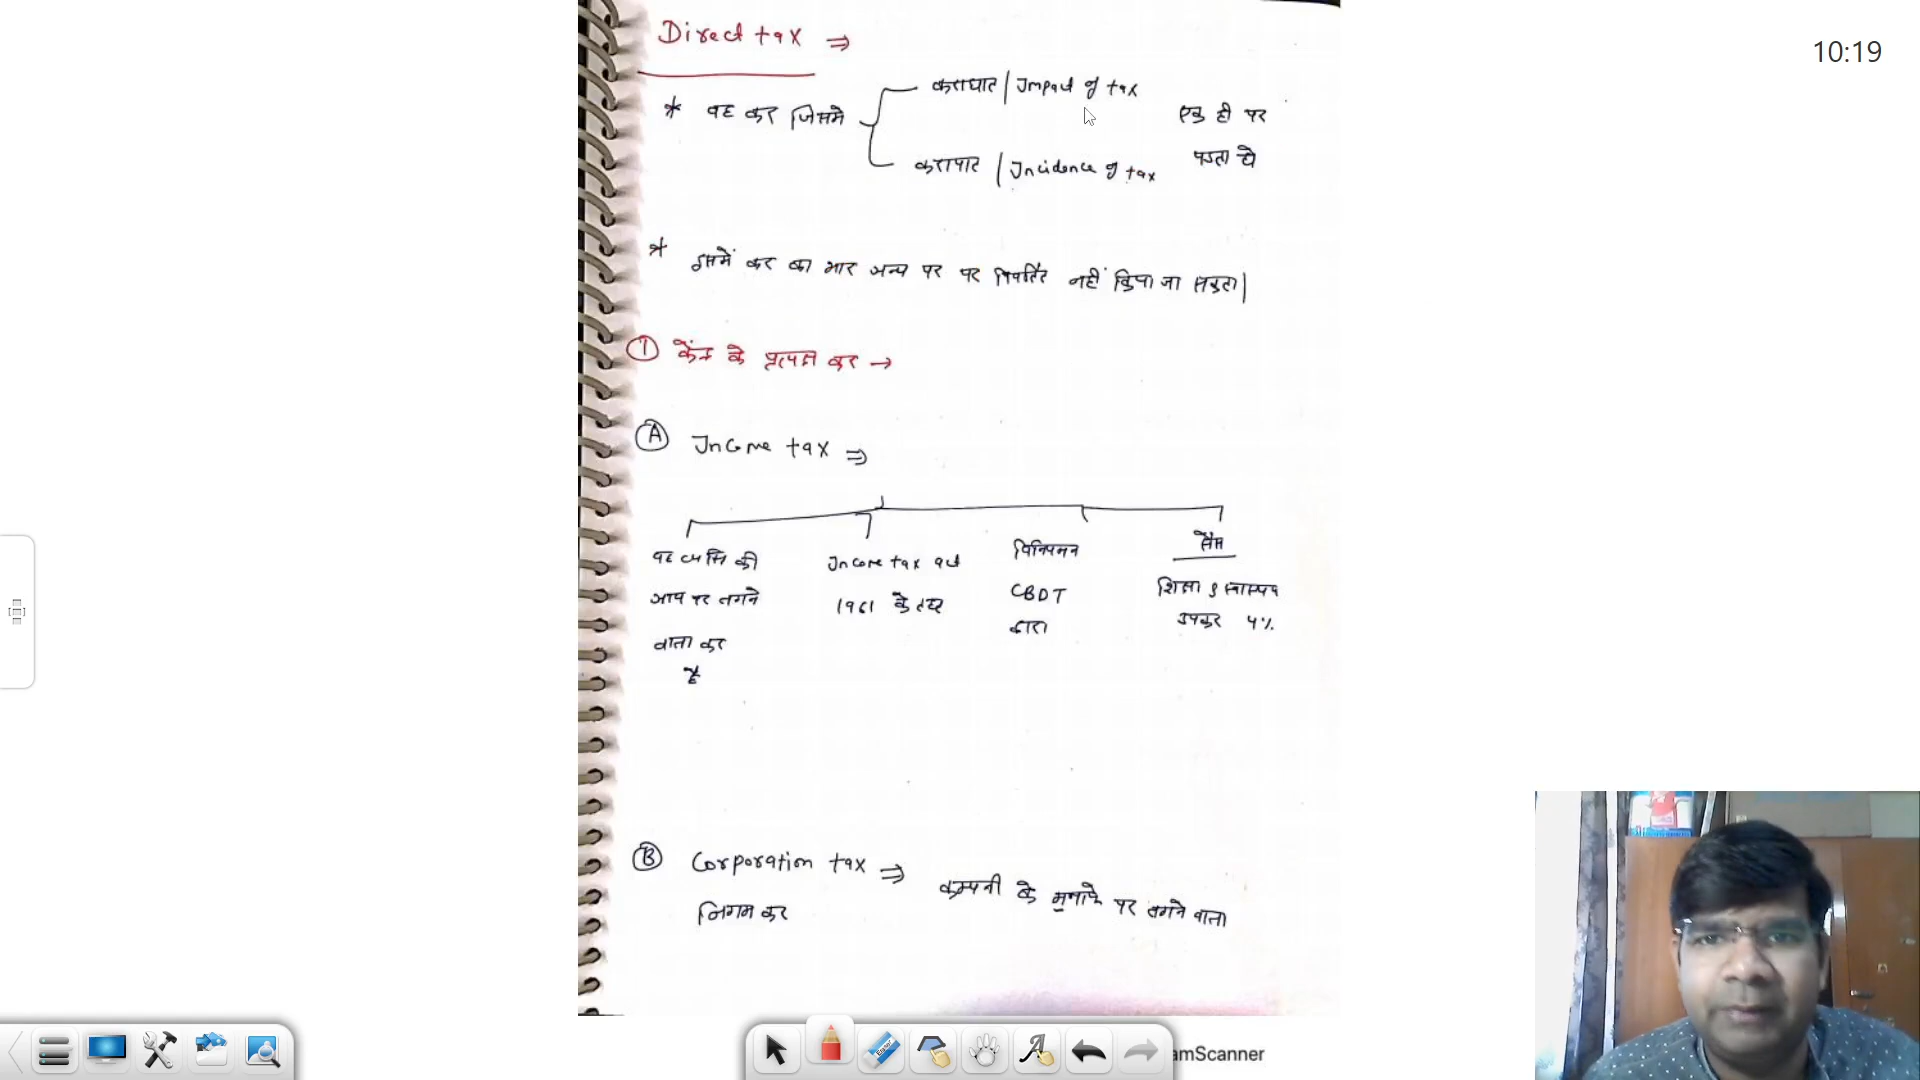 10:19
Direct tax ⇒
* वह कर जिसमे
कराघात | Impact of tax
करापात | Incidence of tax
एक ही पर
पडता है
* इसमें कर का भार अन्य पर पर विवर्तित नहीं किया जा सकता|
① केंन्द्र के प्रत्यक्ष कर →
Ⓐ Income tax ⇒
वह व्यक्ति की
आय पर लगने
वाला कर
है
Income tax act
1961 के तहत
विनियमन
CBDT
द्वारा
सैस
शिक्षा & स्वास्थ्य
उपकर 4%
Ⓑ Corporation tax ⇒ कम्पनी के मुनाफे पर लगने वाला
निगम कर
amScanner